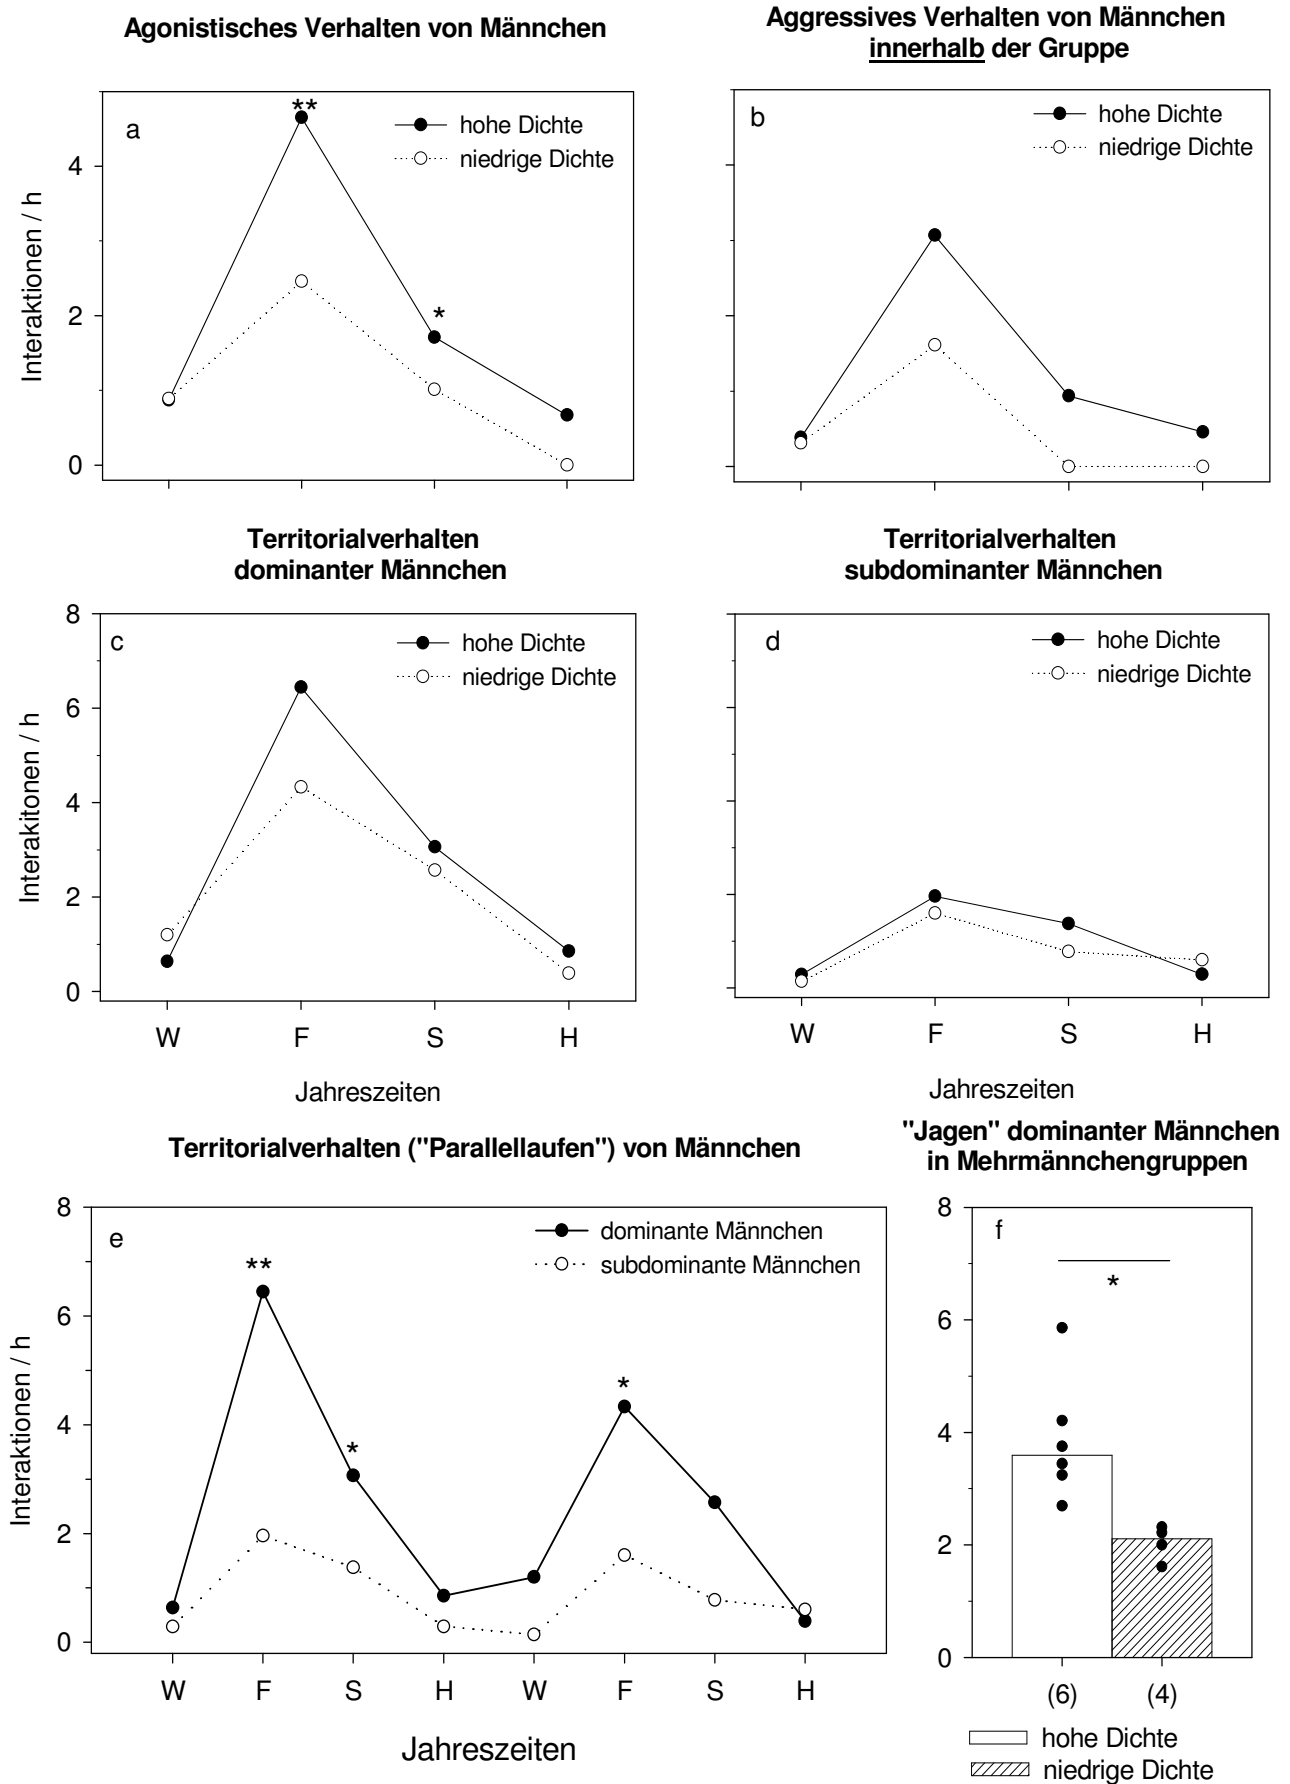 Agonistisches Verhalten von Männchen
Aggressives Verhalten von Männchen
innerhalb der Gruppe
a
**
hohe Dichte
niedrige Dichte
*
4
2
0
Interaktionen / h
b
hohe Dichte
niedrige Dichte
Territorialverhalten
dominanter Männchen
Territorialverhalten
subdominanter Männchen
8
6
4
2
0
Interakitonen / h
c
hohe Dichte
niedrige Dichte
W F S H
Jahreszeiten
d
hohe Dichte
niedrige Dichte
W F S H
Jahreszeiten
Territorialverhalten ("Parallellaufen") von Männchen
"Jagen" dominanter Männchen
in Mehrmännchengruppen
8
6
4
2
0
Interaktionen / h
e
dominante Männchen
subdominante Männchen
**
*
*
W F S H W F S H
Jahreszeiten
8
6
4
2
0
f
*
(6) (4)
hohe Dichte
niedrige Dichte